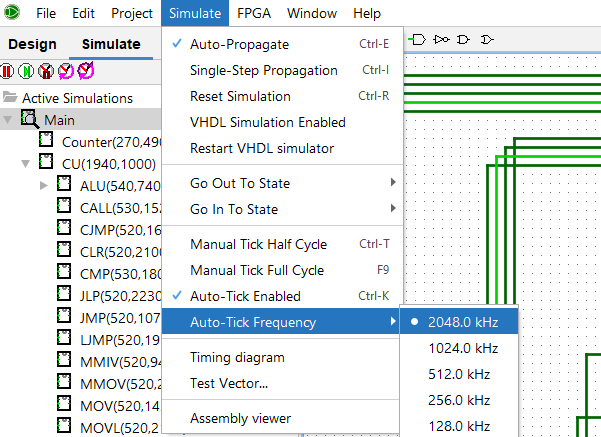 File Edit Project Simulate FPGA Window Help
Design Simulate
Active Simulations
Main
Counter(270,490
CU(1940,1000)
ALU(540,740
CALL(530,152
CJMP(520,16
CLR(520,2100
CMP(530,180
JLP(520,2230
JMP(520,107
LJMP(520,19
MMIV(520,94
MMOV(520,2
MOV(520,14
MOVL(520,2
Auto-Propagate Ctrl-E
Single-Step Propagation Ctrl-I
Reset Simulation Ctrl-R
VHDL Simulation Enabled
Restart VHDL simulator
Go Out To State
Go In To State
Manual Tick Half Cycle Ctrl-T
Manual Tick Full Cycle F9
Auto-Tick Enabled Ctrl-K
Auto-Tick Frequency
Timing diagram
Test Vector...
Assembly viewer
2048.0 kHz
1024.0 kHz
512.0 kHz
256.0 kHz
128.0 kHz